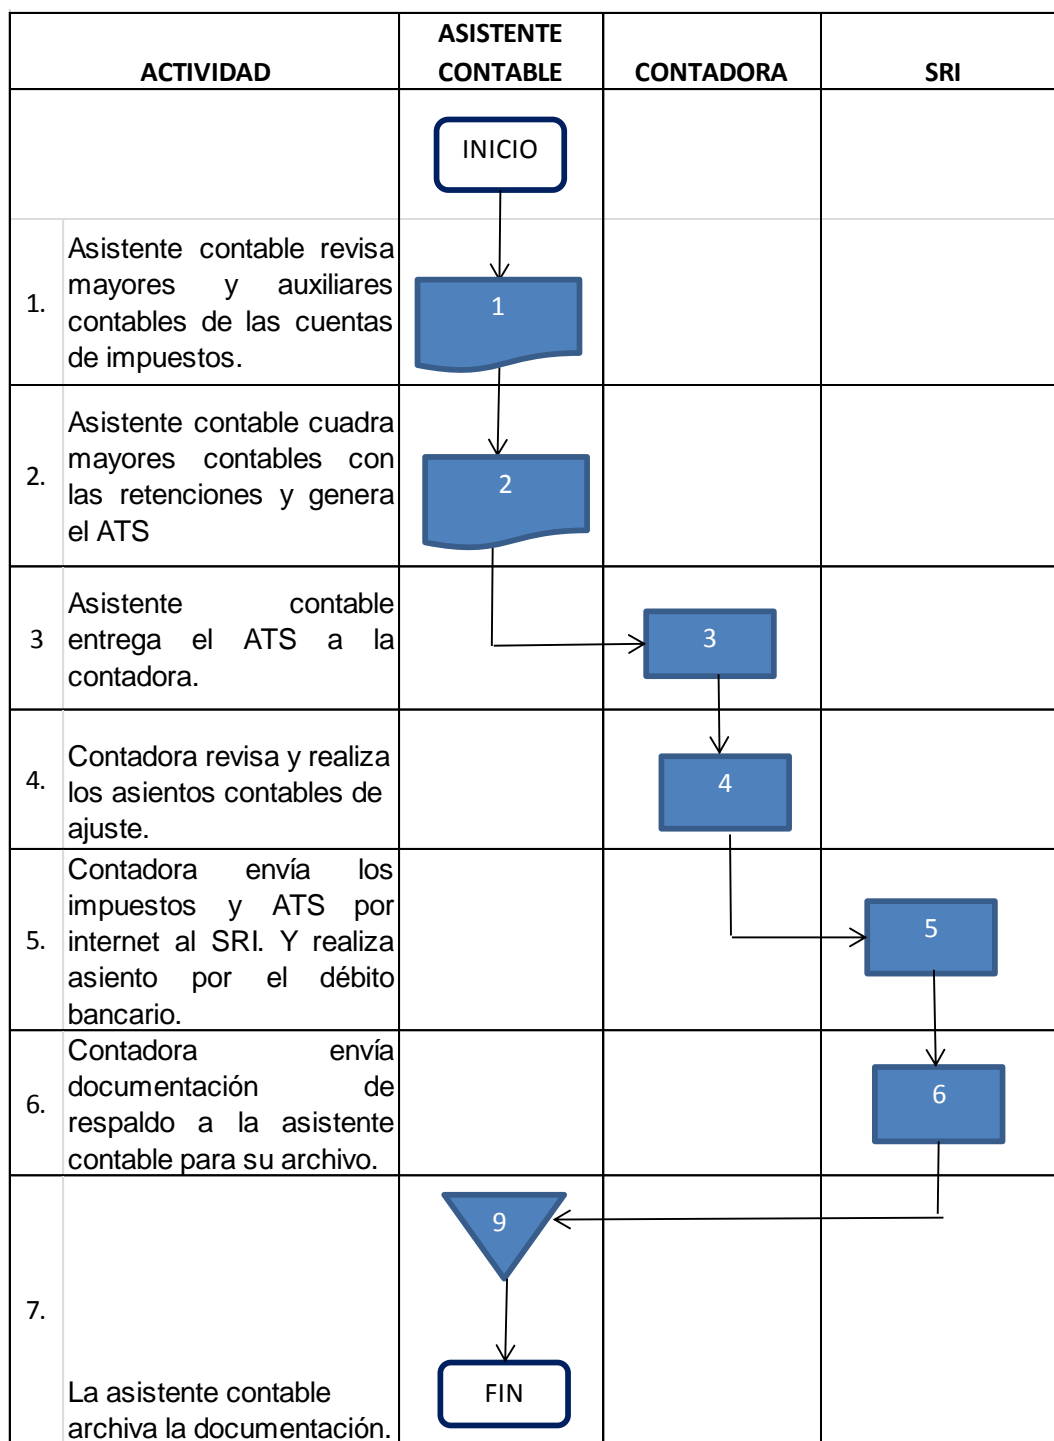 ACTIVIDAD
ASISTENTE
CONTABLE
CONTADORA
SRI
INICIO
1.
Asistente contable revisa
mayores y auxiliares
contables de las cuentas
de impuestos.
1
2.
Asistente contable cuadra
mayores contables con
las retenciones y genera
el ATS
2
3
Asistente contable
entrega el ATS a la
contadora.
3
4.
Contadora revisa y realiza
los asientos contables de
ajuste.
4
5.
Contadora envía los
impuestos y ATS por
internet al SRI. Y realiza
asiento por el débito
bancario.
5
6.
Contadora envía
documentación de
respaldo a la asistente
contable para su archivo.
6
7.
La asistente contable
archiva la documentación.
9
FIN